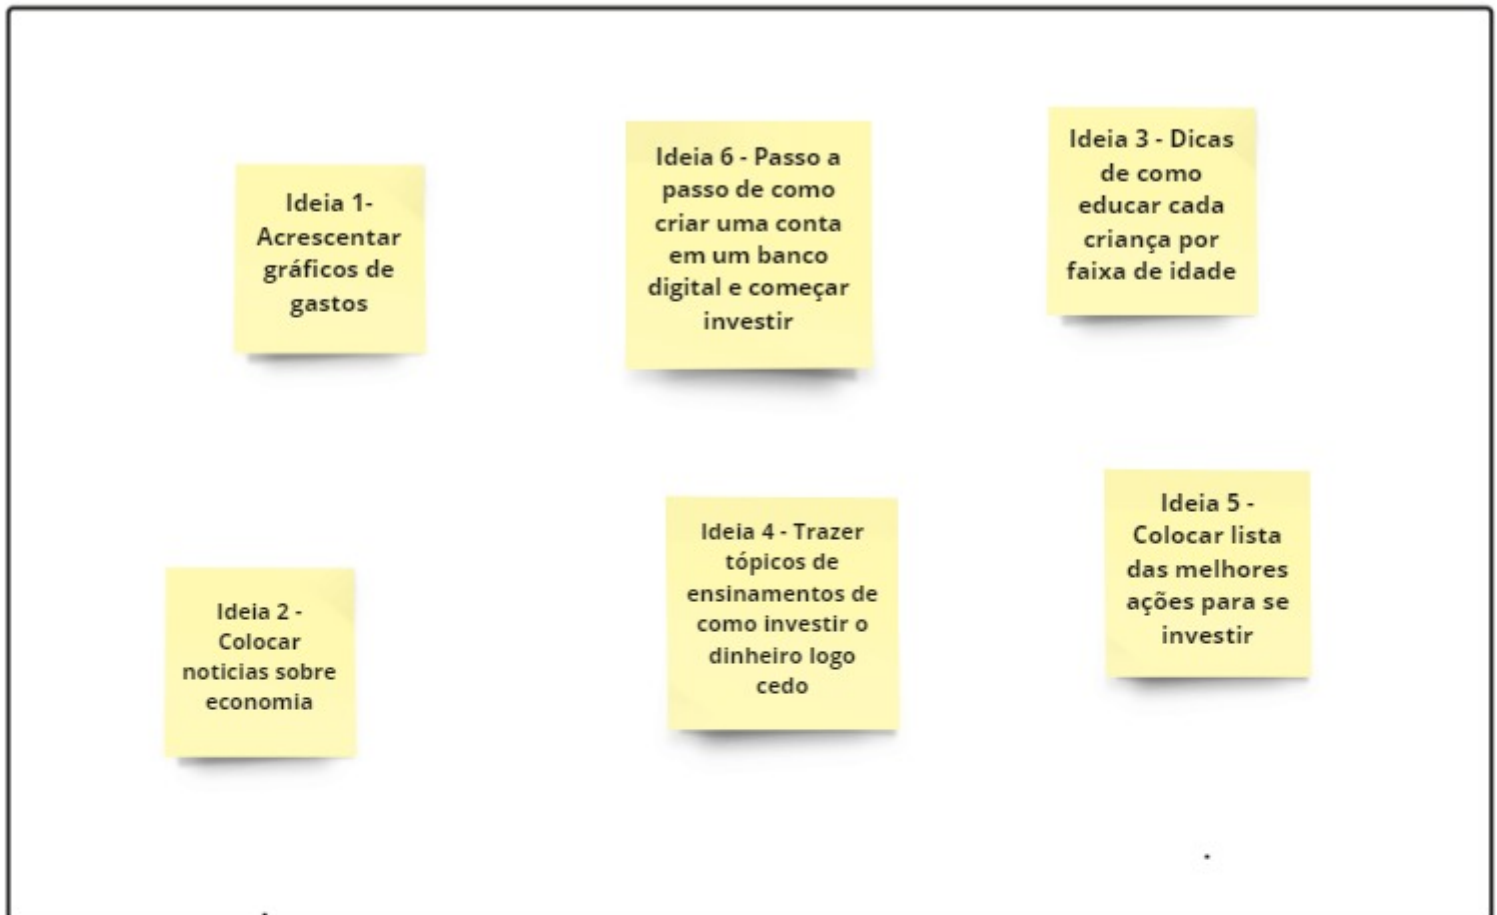 Ideia 1-
Acrescentar
gráficos de
gastos
Ideia 6 - Passo a
passo de como
criar uma conta
em um banco
digital e começar
investir
Ideia 3 - Dicas
de como
educar cada
criança por
faixa de idade
Ideia 2 -
Colocar
noticias sobre
economia
Ideia 4 - Trazer
tópicos de
ensinamentos de
como investir o
dinheiro logo
cedo
Ideia 5 -
Colocar lista
das melhores
ações para se
investir